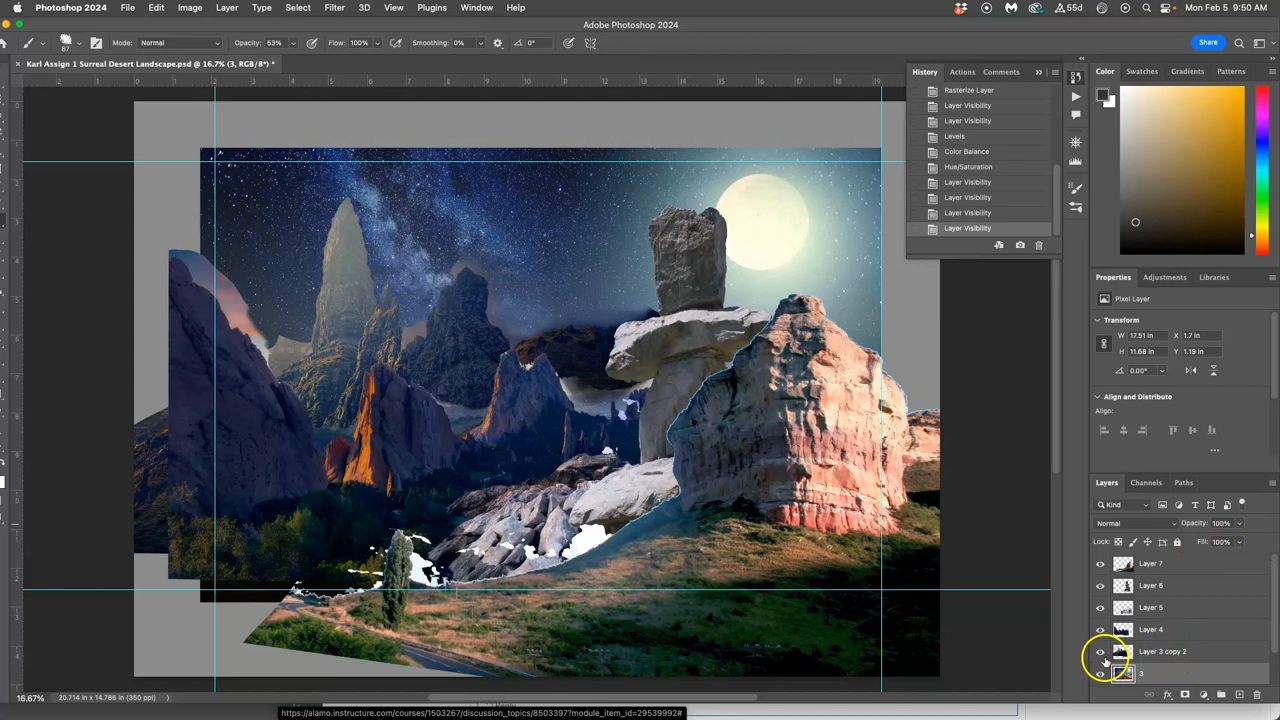 Photoshop 2024 File Edit Image Layer Type Select Filter 3D View Plugins Window Help 55d Mon Feb 5 9:50 AM
Adobe Photoshop 2024
87 Mode: Normal Opacity: 53% Flow: 100% Smoothing: 0% 0° Share
Karl Assign 1 Surreal Desert Landscape.psd @ 16.7% (3, RGB/8*) *
History Actions Comments
Rasterize Layer
Layer Visibility
Layer Visibility
Levels
Color Balance
Hue/Saturation
Layer Visibility
Layer Visibility
Layer Visibility
Layer Visibility
Color Swatches Gradients Patterns
Properties Adjustments Libraries
Pixel Layer
Transform
W 17.51 in X 1.7 in
H 11.68 in Y 1.19 in
0.00°
Align and Distribute
Align:
Layers Channels Paths
Kind
Normal Opacity: 100%
Lock: Fill: 100%
Layer 7
Layer 6
Layer 5
Layer 4
Layer 3 copy 2
3
16.67% 20.714 in x 14.786 in (350 ppi)
https://alamo.instructure.com/courses/1503267/discussion_topics/8503397?module_item_id=29539992#